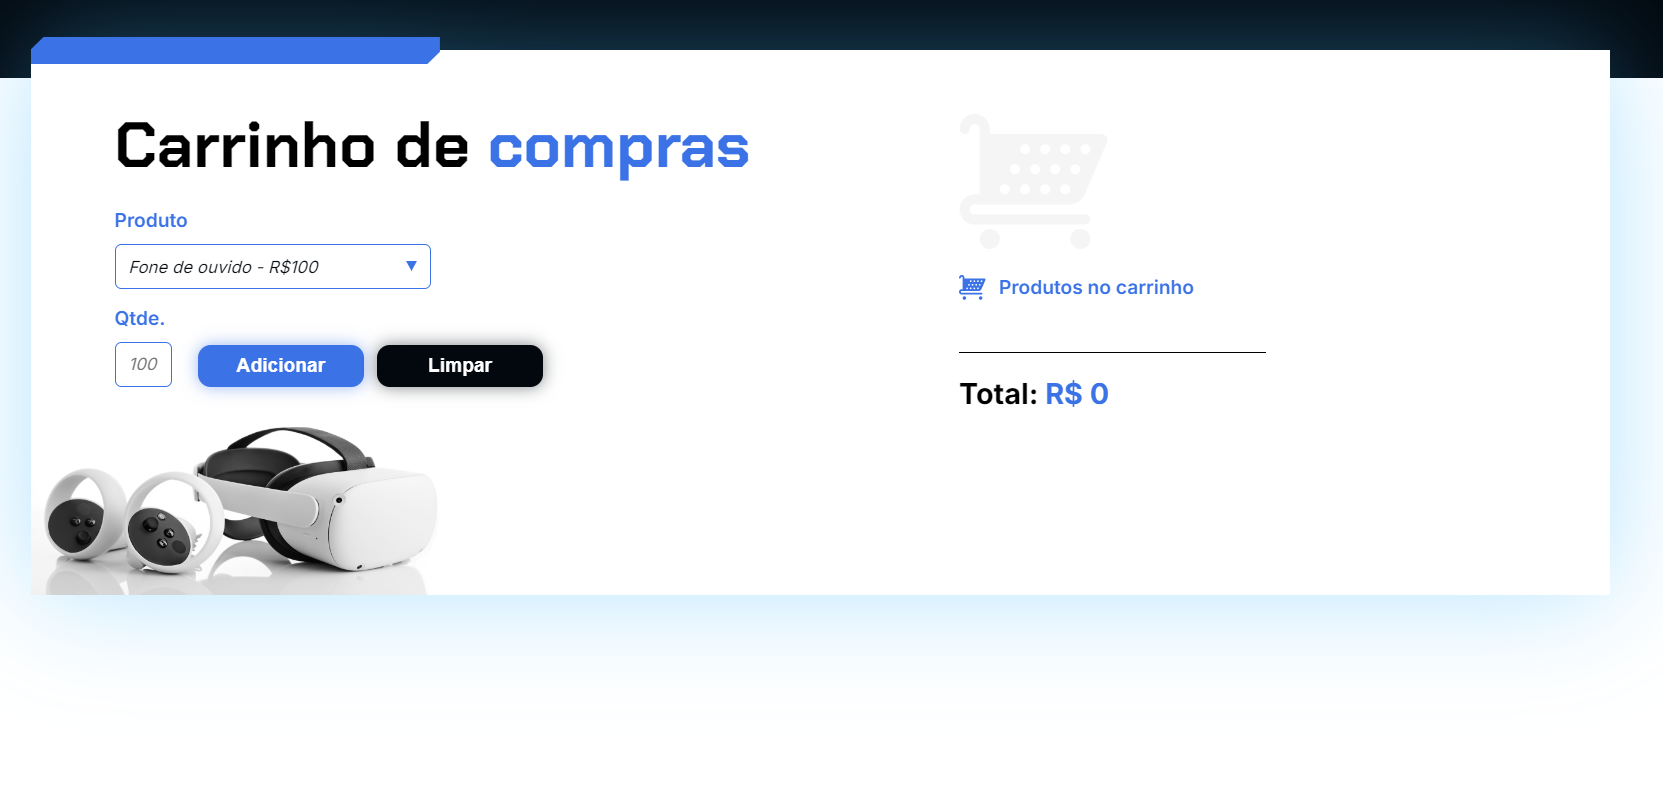 Carrinho de compras
Produto
Fone de ouvido - R$100
Qtde.
100
Adicionar
Limpar
Produtos no carrinho
Total: R$ 0